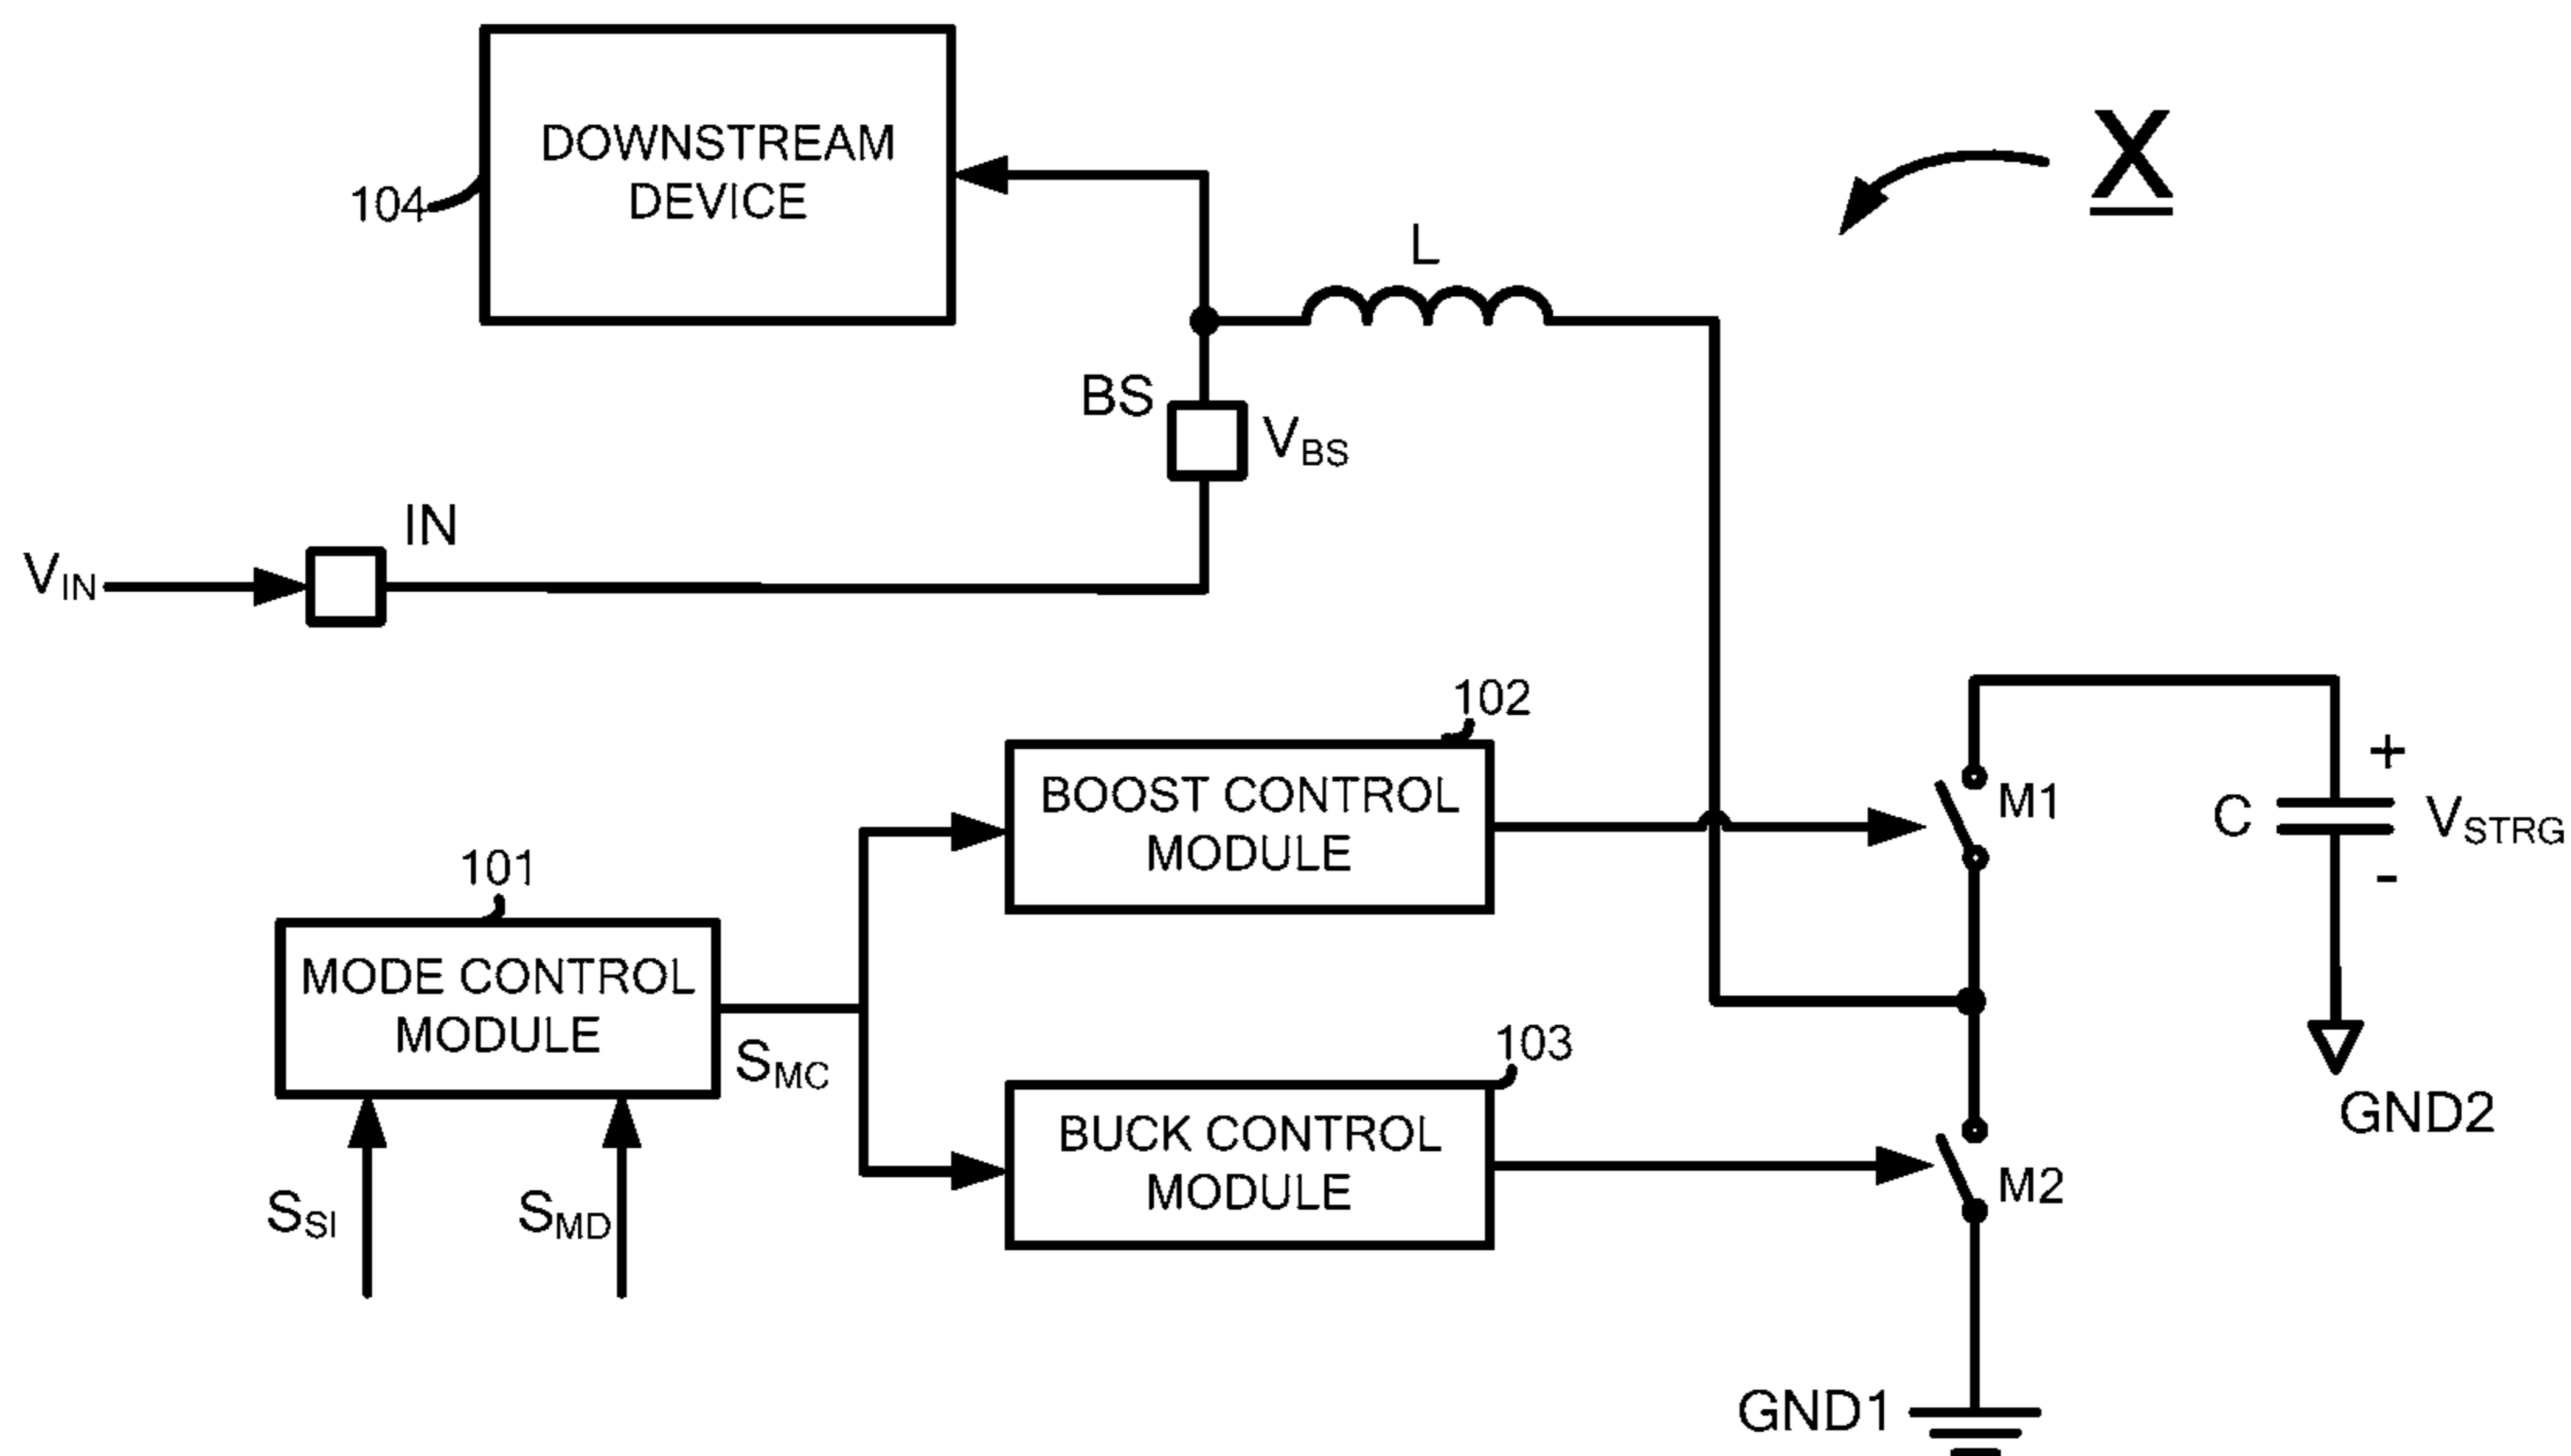 DOWNSTREAM
DEVICE
104
X
L
BS
VBS
IN
VIN
102
BOOST CONTROL
MODULE
M1
+
C
VSTRG
-
101
MODE CONTROL
MODULE
SMC
103
BUCK CONTROL
MODULE
GND2
M2
SSI
SMD
GND1